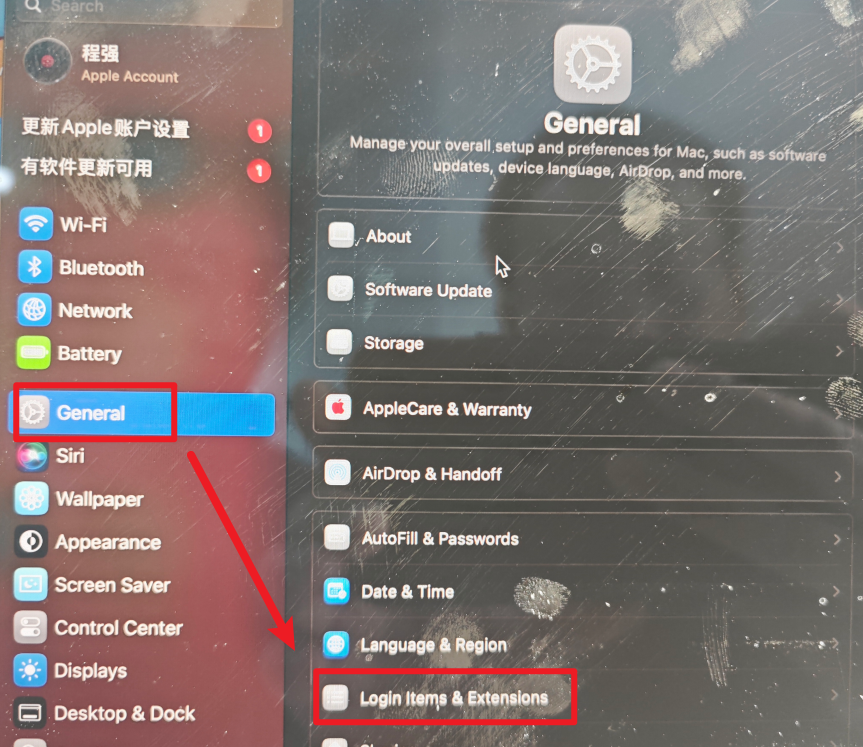 Search
程强
Apple Account
更新Apple账户设置
1
有软件更新可用
1
Wi-Fi
Bluetooth
Network
Battery
General
Siri
Wallpaper
Appearance
Screen Saver
Control Center
Displays
Desktop & Dock
General
Manage your overall setup and preferences for Mac, such as software
updates, device language, AirDrop, and more.
About
Software Update
Storage
AppleCare & Warranty
AirDrop & Handoff
AutoFill & Passwords
Date & Time
Language & Region
Login Items & Extensions